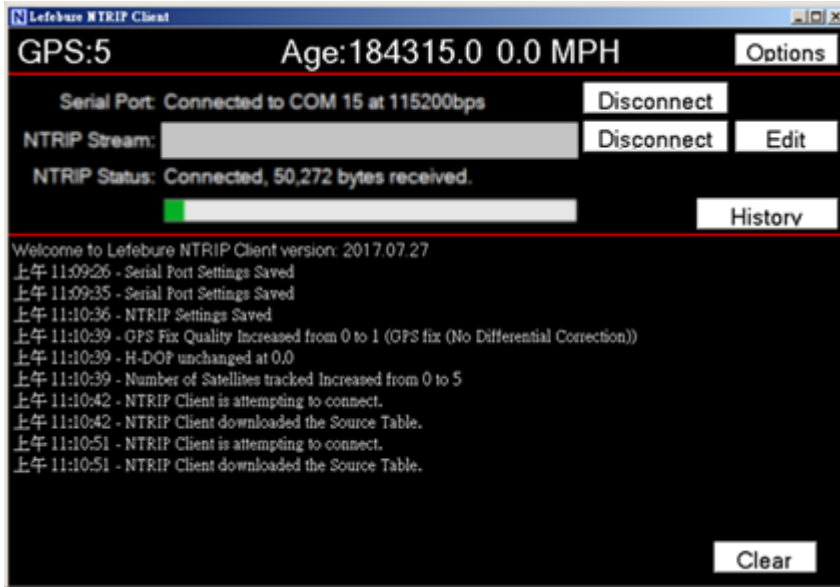 Lefebure NTRIP Client
GPS:5 Age:184315.0 0.0 MPH Options
Serial Port: Connected to COM 15 at 115200bps Disconnect
NTRIP Stream: Disconnect Edit
NTRIP Status: Connected, 50,272 bytes received.
History
Welcome to Lefebure NTRIP Client version: 2017.07.27
上午 11:09:26 - Serial Port Settings Saved
上午 11:09:35 - Serial Port Settings Saved
上午 11:10:36 - NTRIP Settings Saved
上午 11:10:39 - GPS Fix Quality Increased from 0 to 1 (GPS fix (No Differential Correction))
上午 11:10:39 - H-DOP unchanged at 0.0
上午 11:10:39 - Number of Satellites tracked Increased from 0 to 5
上午 11:10:42 - NTRIP Client is attempting to connect.
上午 11:10:42 - NTRIP Client downloaded the Source Table.
上午 11:10:51 - NTRIP Client is attempting to connect.
上午 11:10:51 - NTRIP Client downloaded the Source Table.
Clear